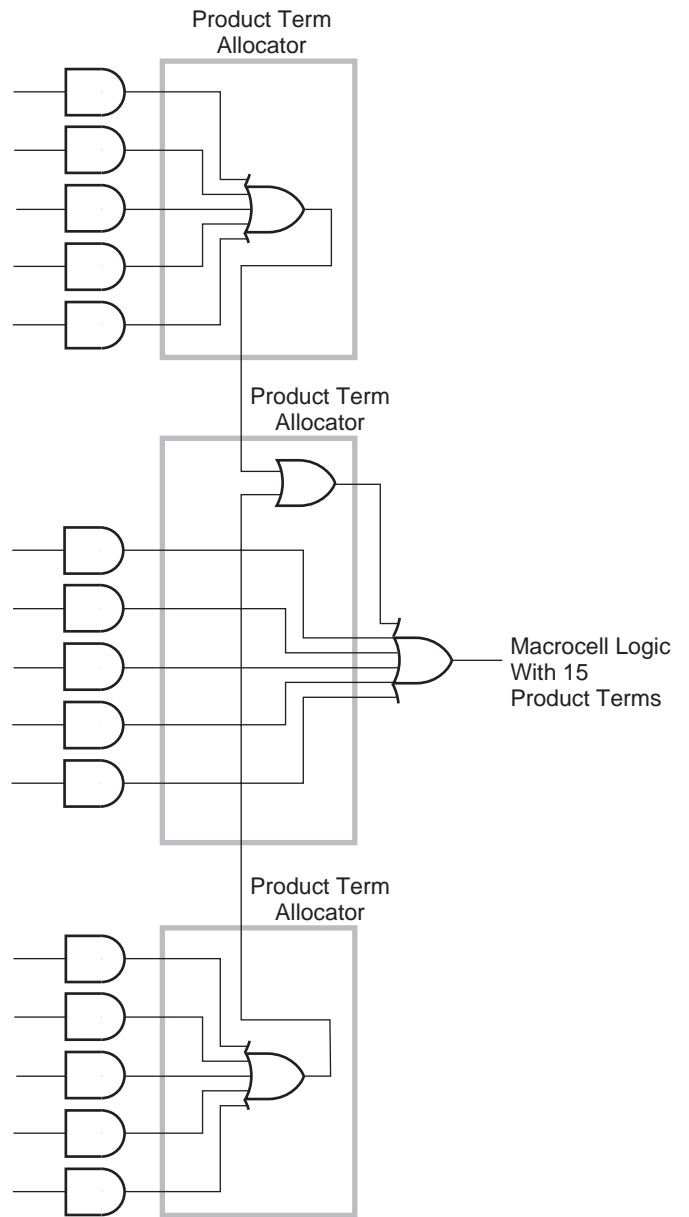 Product Term
Allocator
Product Term
Allocator
Macrocell Logic
With 15
Product Terms
Product Term
Allocator